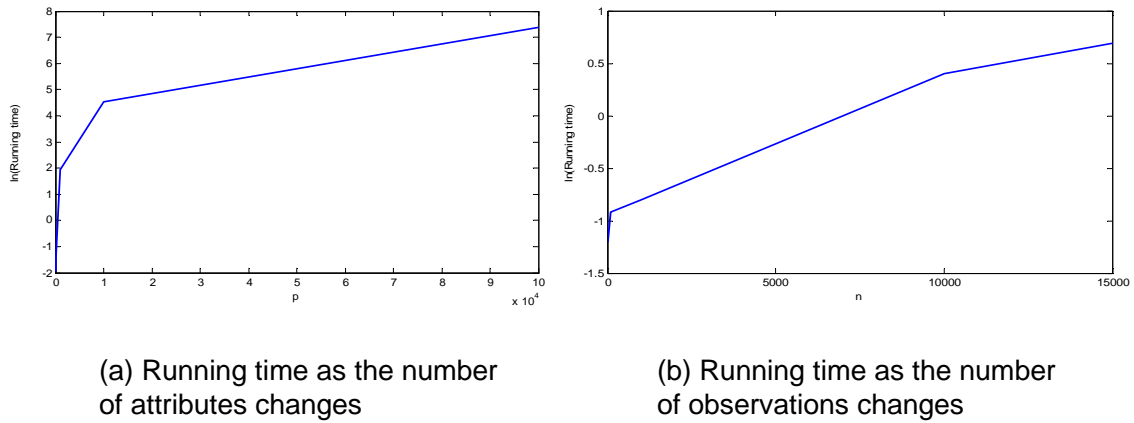 8
7
6
5
4
3
2
1
0
-1
-2
ln(Running time)
0 1 2 3 4 5 6 7 8 9 10
p
x 10^4
1
0.5
0
-0.5
-1
-1.5
ln(Running time)
0 5000 10000 15000
n
(a) Running time as the number
of attributes changes
(b) Running time as the number
of observations changes